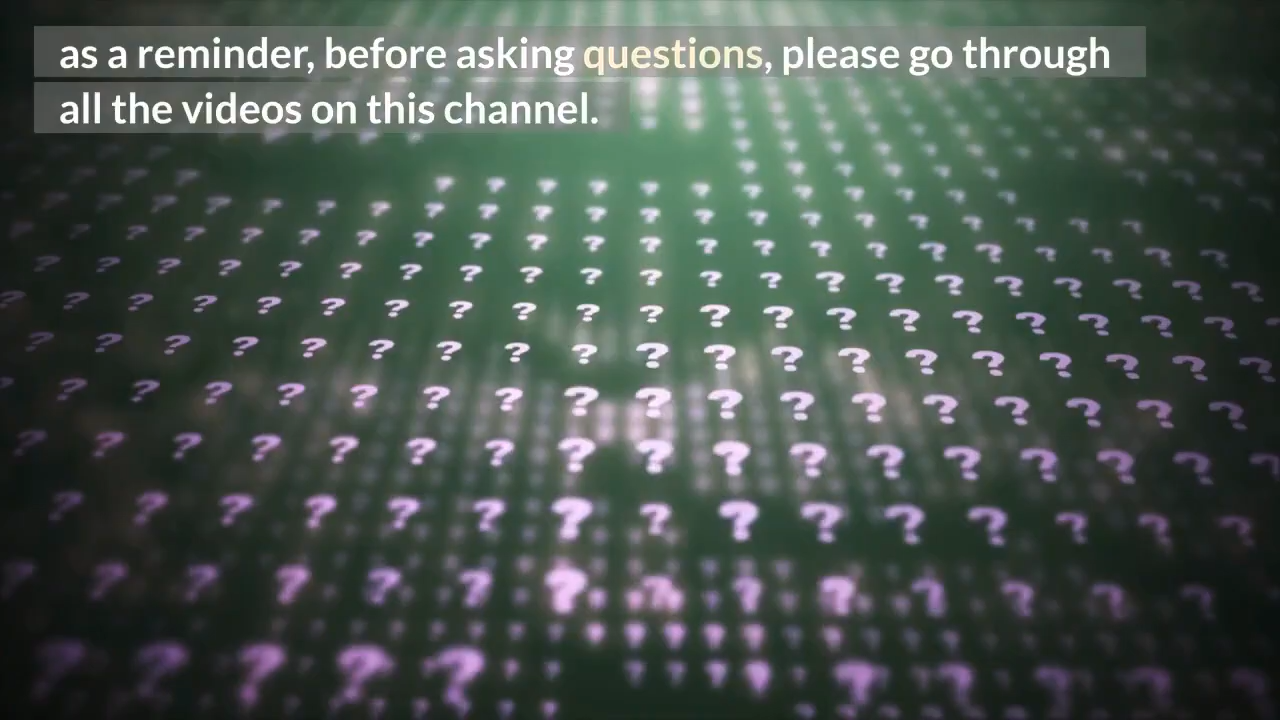 as a reminder, before asking questions, please go through
all the videos on this channel.